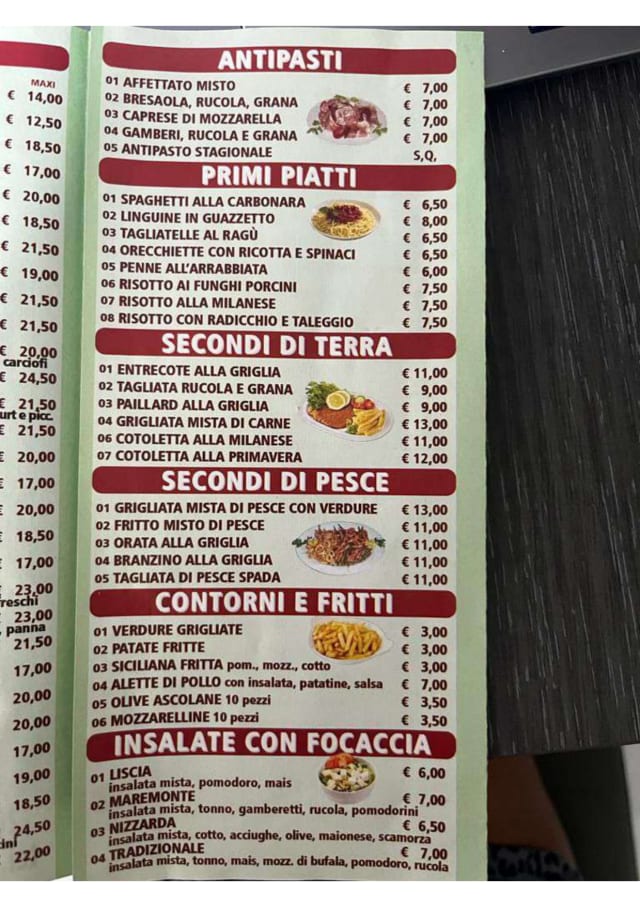 MAXI
€ 14,00
€ 12,50
€ 18,50
€ 17,00
€ 20,00
€ 18,50
€ 21,50
€ 19,00
€ 21,50
€ 21,50
€ 20,00
carciofi
€ 24,50
€ 21,50
urt e picc.
€ 21,50
€ 20,00
€ 17,00
€ 20,00
€ 18,50
€ 17,00
€ 23,00
freschi
€ 23,00
, panna
21,50
17,00
20,00
20,00
17,00
19,00
18,50
24,50
ini
22,00
ANTIPASTI
01 AFFETTATO MISTO € 7,00
02 BRESAOLA, RUCOLA, GRANA € 7,00
03 CAPRESE DI MOZZARELLA € 7,00
04 GAMBERI, RUCOLA E GRANA € 7,00
05 ANTIPASTO STAGIONALE S,Q,
PRIMI PIATTI
01 SPAGHETTI ALLA CARBONARA € 6,50
02 LINGUINE IN GUAZZETTO € 8,00
03 TAGLIATELLE AL RAGÙ € 6,50
04 ORECCHIETTE CON RICOTTA E SPINACI € 6,50
05 PENNE ALL'ARRABBIATA € 6,00
06 RISOTTO AI FUNGHI PORCINI € 7,50
07 RISOTTO ALLA MILANESE € 7,50
08 RISOTTO CON RADICCHIO E TALEGGIO € 7,50
SECONDI DI TERRA
01 ENTRECOTE ALLA GRIGLIA € 11,00
02 TAGLIATA RUCOLA E GRANA € 9,00
03 PAILLARD ALLA GRIGLIA € 9,00
04 GRIGLIATA MISTA DI CARNE € 13,00
06 COTOLETTA ALLA MILANESE € 11,00
07 COTOLETTA ALLA PRIMAVERA € 12,00
SECONDI DI PESCE
01 GRIGLIATA MISTA DI PESCE CON VERDURE € 13,00
02 FRITTO MISTO DI PESCE € 11,00
03 ORATA ALLA GRIGLIA € 11,00
04 BRANZINO ALLA GRIGLIA € 11,00
05 TAGLIATA DI PESCE SPADA € 11,00
CONTORNI E FRITTI
01 VERDURE GRIGLIATE € 3,00
02 PATATE FRITTE € 3,00
03 SICILIANA FRITTA pom., mozz., cotto € 3,00
04 ALETTE DI POLLO con insalata, patatine, salsa € 7,00
05 OLIVE ASCOLANE 10 pezzi € 3,50
06 MOZZARELLINE 10 pezzi € 3,50
INSALATE CON FOCACCIA
01 LISCIA € 6,00
insalata mista, pomodoro, mais
02 MAREMONTE € 7,00
insalata mista, tonno, gamberetti, rucola, pomodorini
03 NIZZARDA € 6,50
insalata mista, cotto, acciughe, olive, maionese, scamorza
04 TRADIZIONALE € 7,00
insalata mista, tonno, mais, mozz. di bufala, pomodoro, rucola